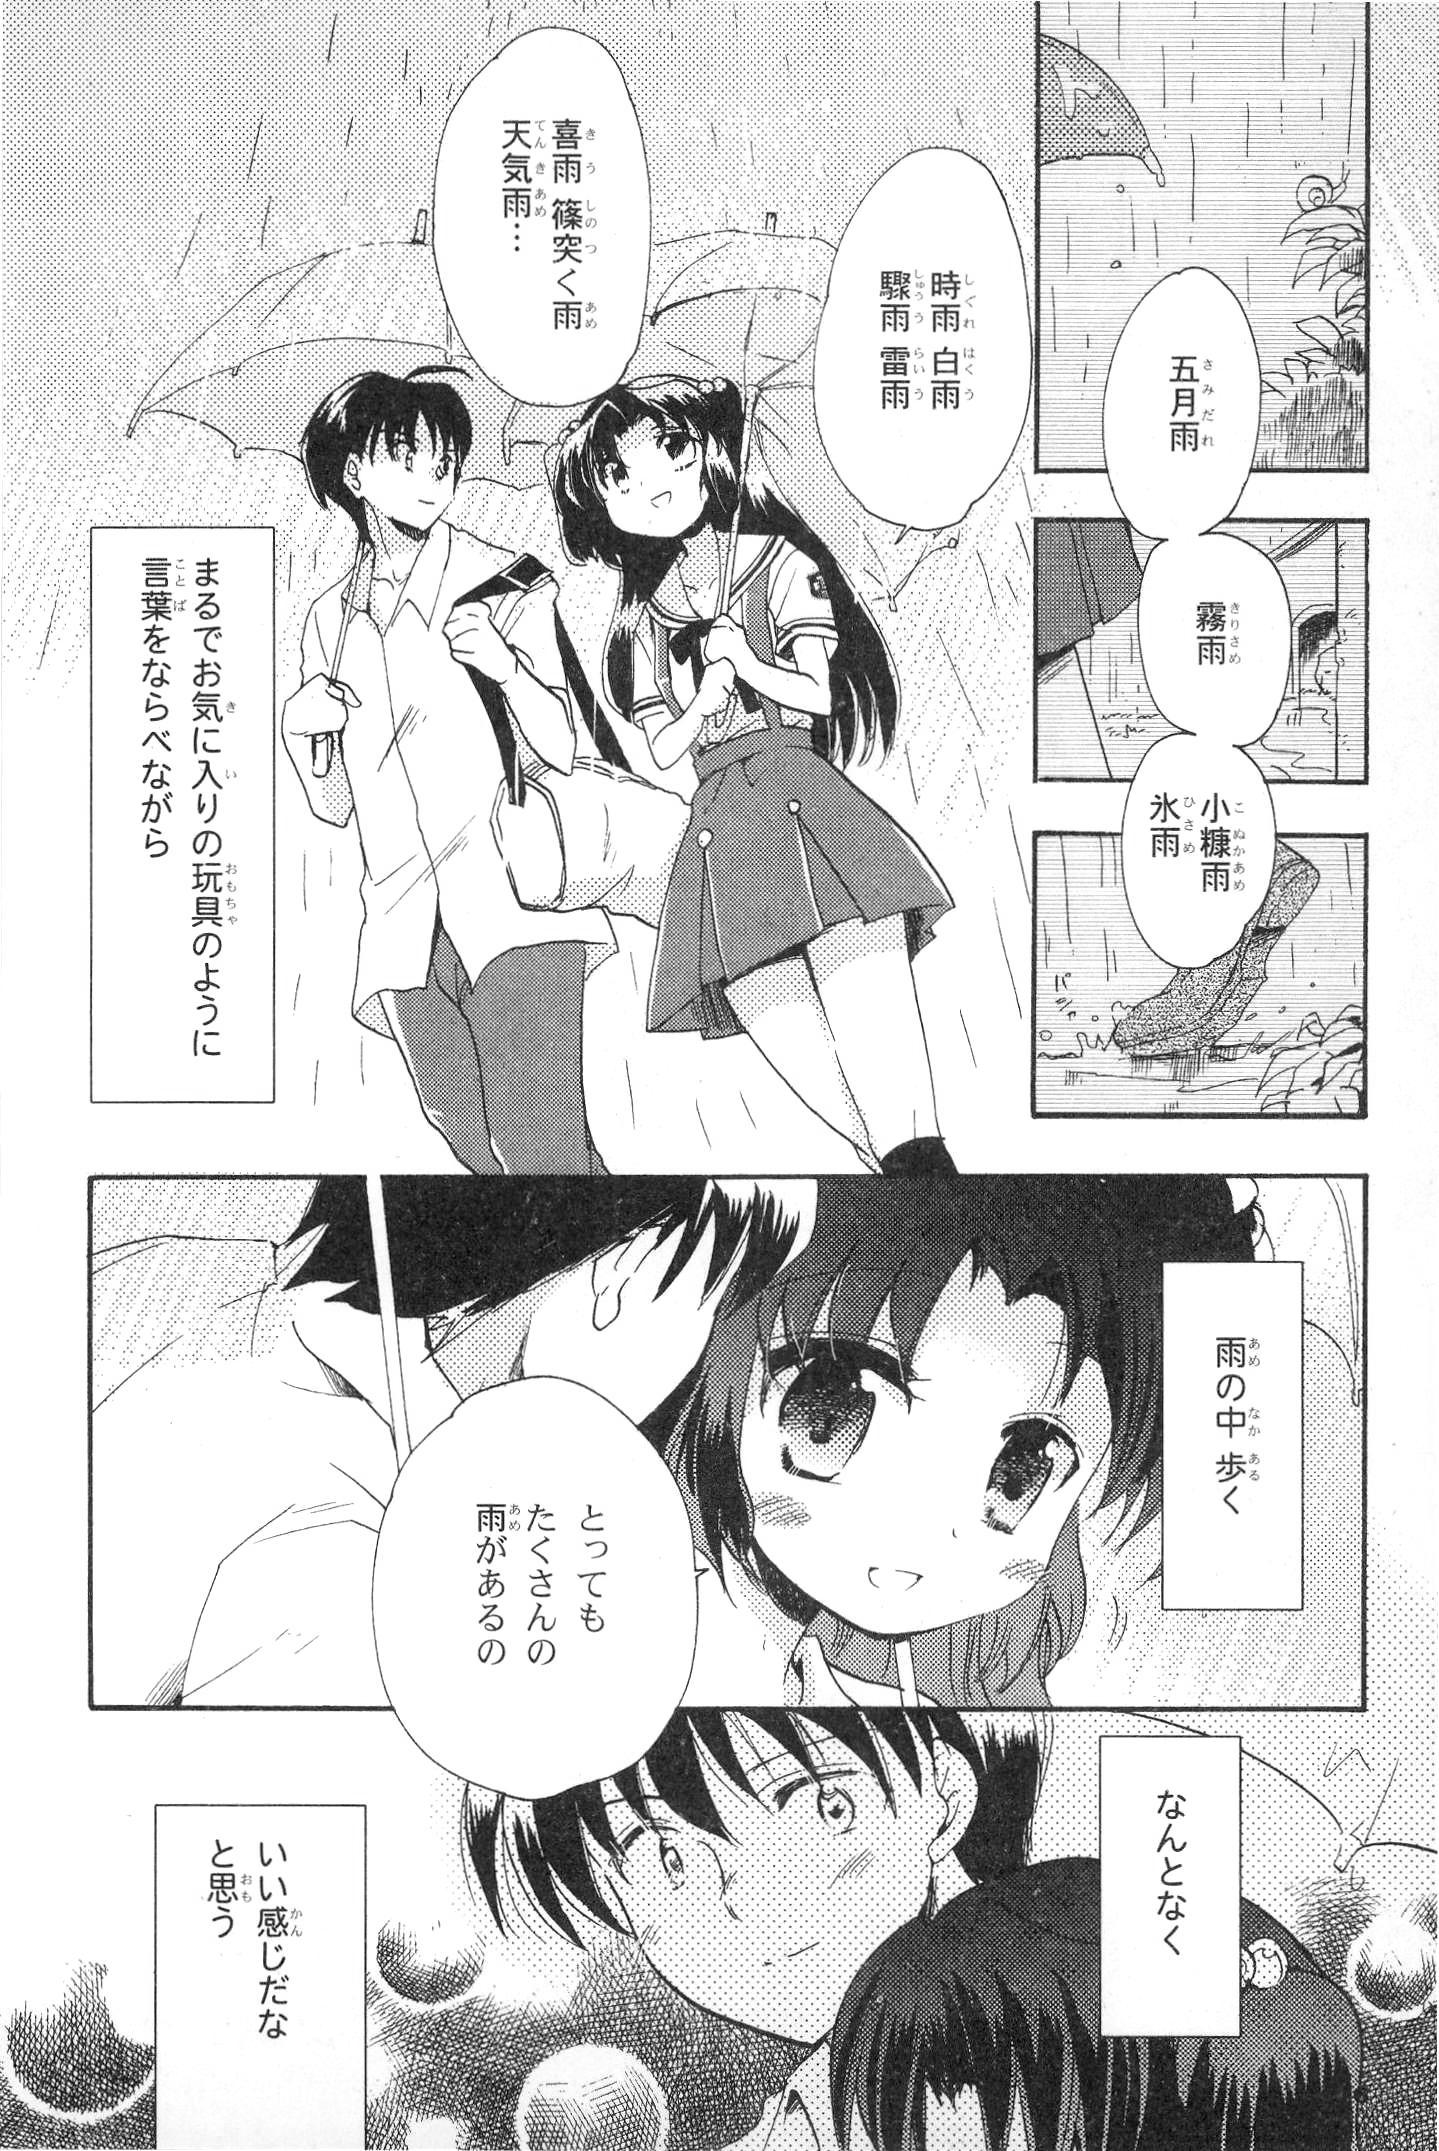 五月雨
霧雨
小糠雨
氷雨
パシャ
時雨 白雨
驟雨 雷雨
喜雨 篠突く雨
天気雨…
まるでお気に入りの玩具のように
言葉をならべながら
雨の中 歩く
とっても
たくさんの
雨があるの
なんとなく
いい感じだな
と思う